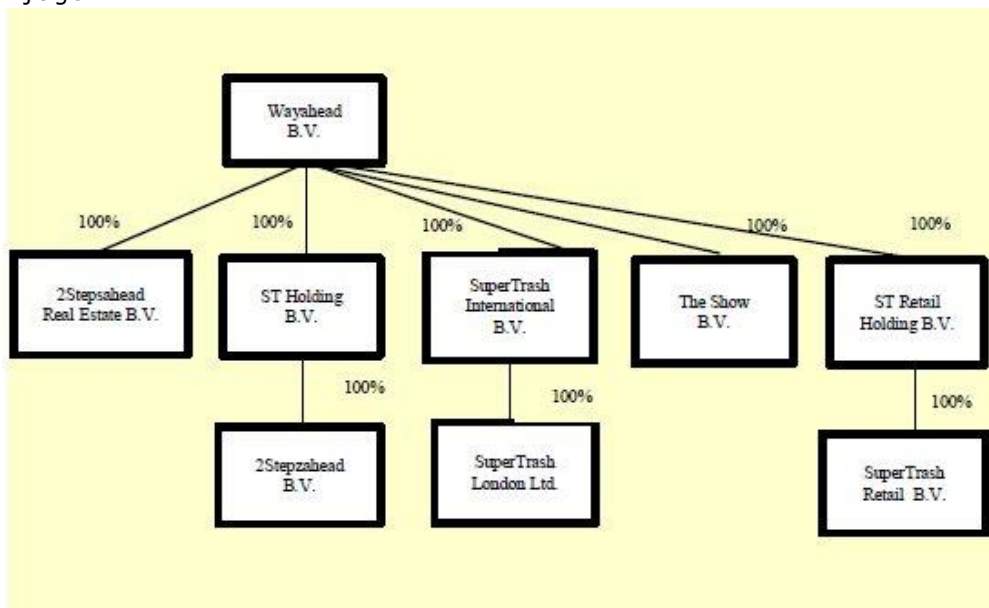 Wayahead
B.V.
100%
100%
100%
100%
100%
2Stepsahead
Real Estate B.V.
ST Holding
B.V.
SuperTrash
International
B.V.
The Show
B.V.
ST Retail
Holding B.V.
100%
100%
100%
2Stepzahead
B.V.
SuperTrash
London Ltd.
SuperTrash
Retail B.V.